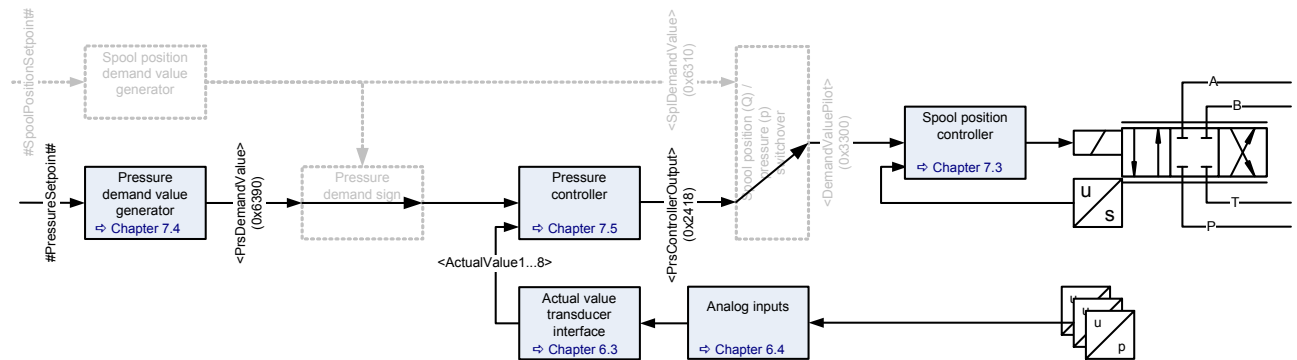 #SpoolPositionSetpoint#
Spool position
demand value
generator
<SplDemandValue>
(0x6310)
Spool position (Q) /
pressure (p)
switchover
<DemandValuePilot>
(0x3300)
Spool position
controller
⇨ Chapter 7.3
A
B
T
P
u
s
#PressureSetpoint#
Pressure
demand value
generator
⇨ Chapter 7.4
<PrsDemandValue>
(0x6390)
Pressure
demand sign
Pressure
controller
⇨ Chapter 7.5
<PrsControllerOutput>
(0x2418)
<ActualValue1...8>
Actual value
transducer
interface
⇨ Chapter 6.3
Analog inputs
⇨ Chapter 6.4
u
u
u
p